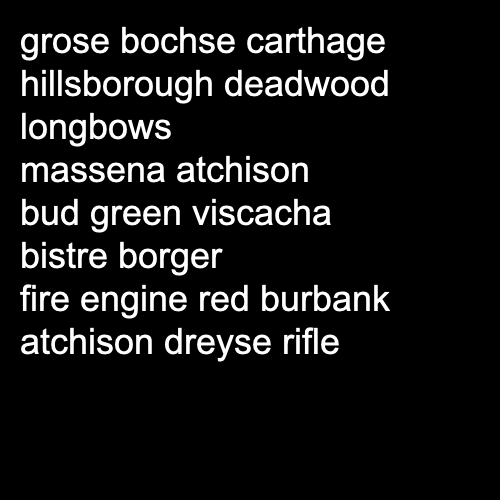 grose bochse carthage
hillsborough deadwood
longbows
massena atchison
bud green viscacha
bistre borger
fire engine red burbank
atchison dreyse rifle